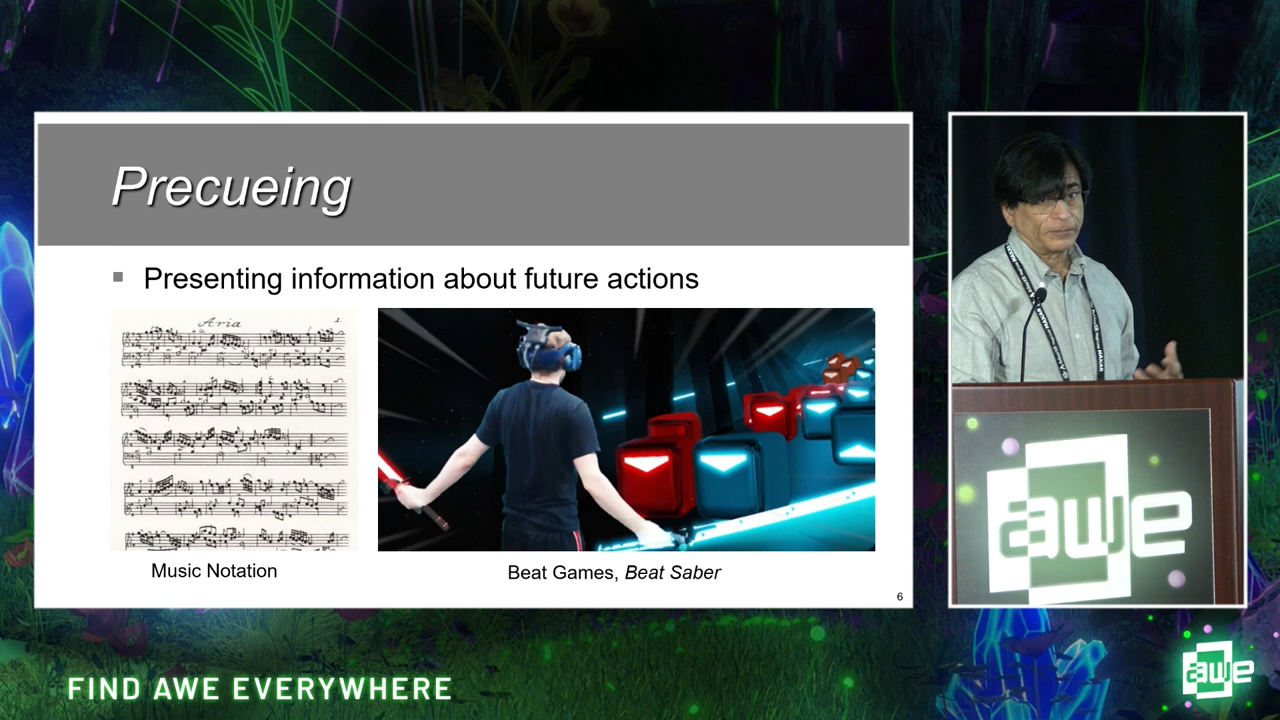 Precueing
Presenting information about future actions
Aria
2.
Music Notation
Beat Games, Beat Saber
6
awe
FIND AWE EVERYWHERE
awe